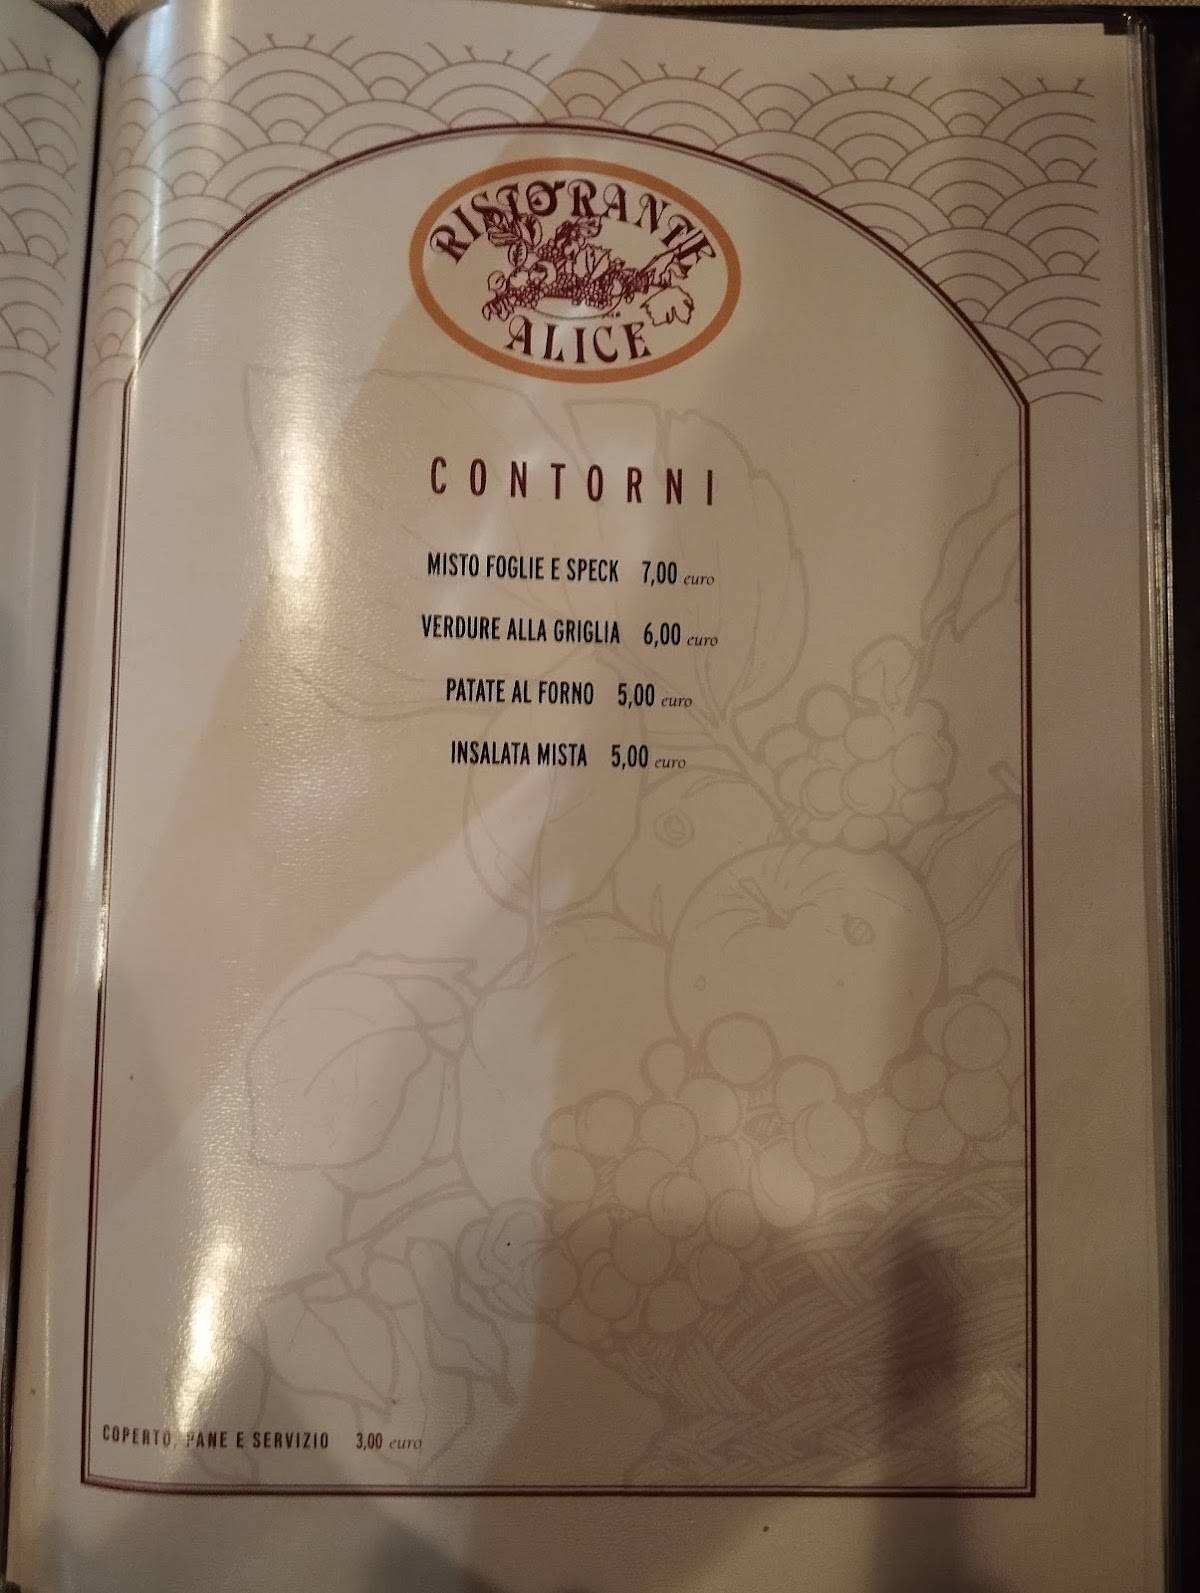 RISTORANTE
ALICE
CONTORNI
MISTO FOGLIE E SPECK 7,00 euro
VERDURE ALLA GRIGLIA 6,00 euro
PATATE AL FORNO 5,00 euro
INSALATA MISTA 5,00 euro
COPERTO, PANE E SERVIZIO 3,00 euro